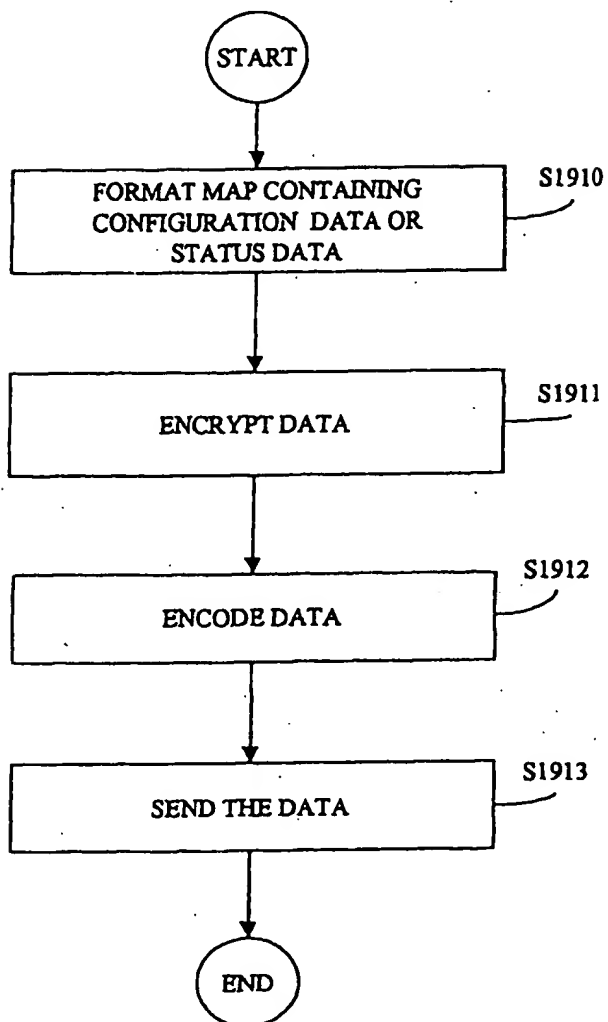 START
FORMAT MAP CONTAINING
CONFIGURATION DATA OR
STATUS DATA
S1910
ENCRYPT DATA
S1911
ENCODE DATA
S1912
SEND THE DATA
S1913
END